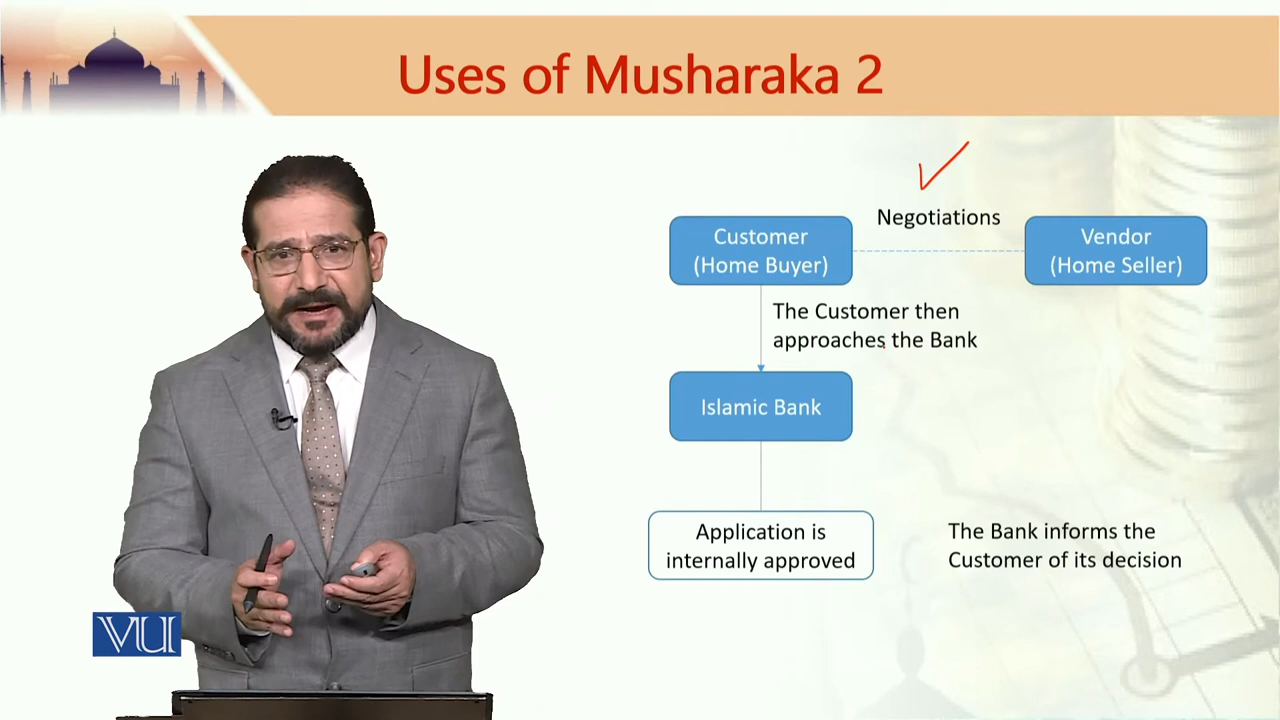 Uses of Musharaka 2
Negotiations
Customer
(Home Buyer)
Vendor
(Home Seller)
The Customer then
approaches the Bank
Islamic Bank
Application is
internally approved
The Bank informs the
Customer of its decision
VU